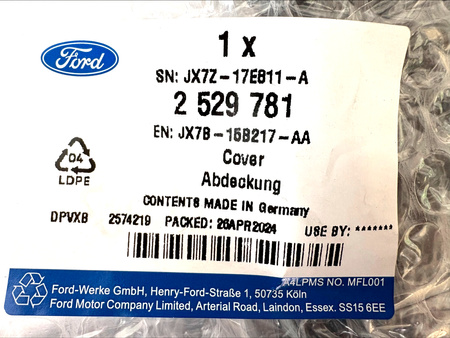 Ford
1 x
SN: JX7Z-17E811-A
2 529 781
EN: JX7B-15B217-AA
Cover
Abdeckung
04
LDPE
CONTENTS MADE IN Germany
DPVXB 2574219 PACKED: 26APR2024 USE BY: *******
A4LPMS NO. MFL001
Ford-Werke GmbH, Henry-Ford-Straße 1, 50735 Köln
Ford Motor Company Limited, Arterial Road, Laindon, Essex. SS15 6EE